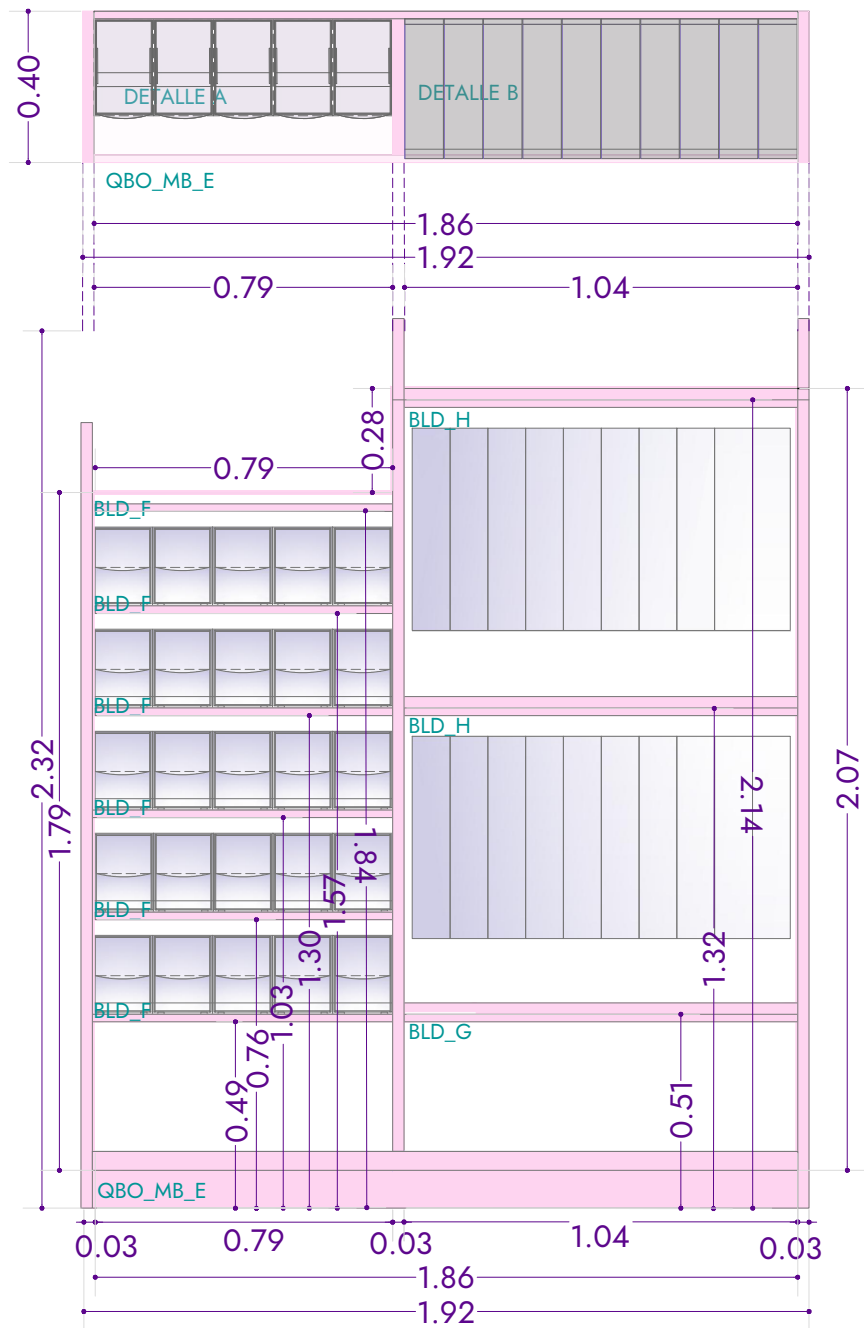 0.40
DETALLE A
DETALLE B
QBO_MB_E
1.86
1.92
0.79
1.04
0.28
BLD_H
0.79
BLD_F
BLD_F
BLD_F
BLD_H
2.32
1.79
2.07
2.14
BLD_F
1.84
1.57
BLD_F
1.30
1.32
1.03
BLD_F
BLD_G
0.76
0.49
0.51
QBO_MB_E
0.03
0.79
0.03
1.04
0.03
1.86
1.92